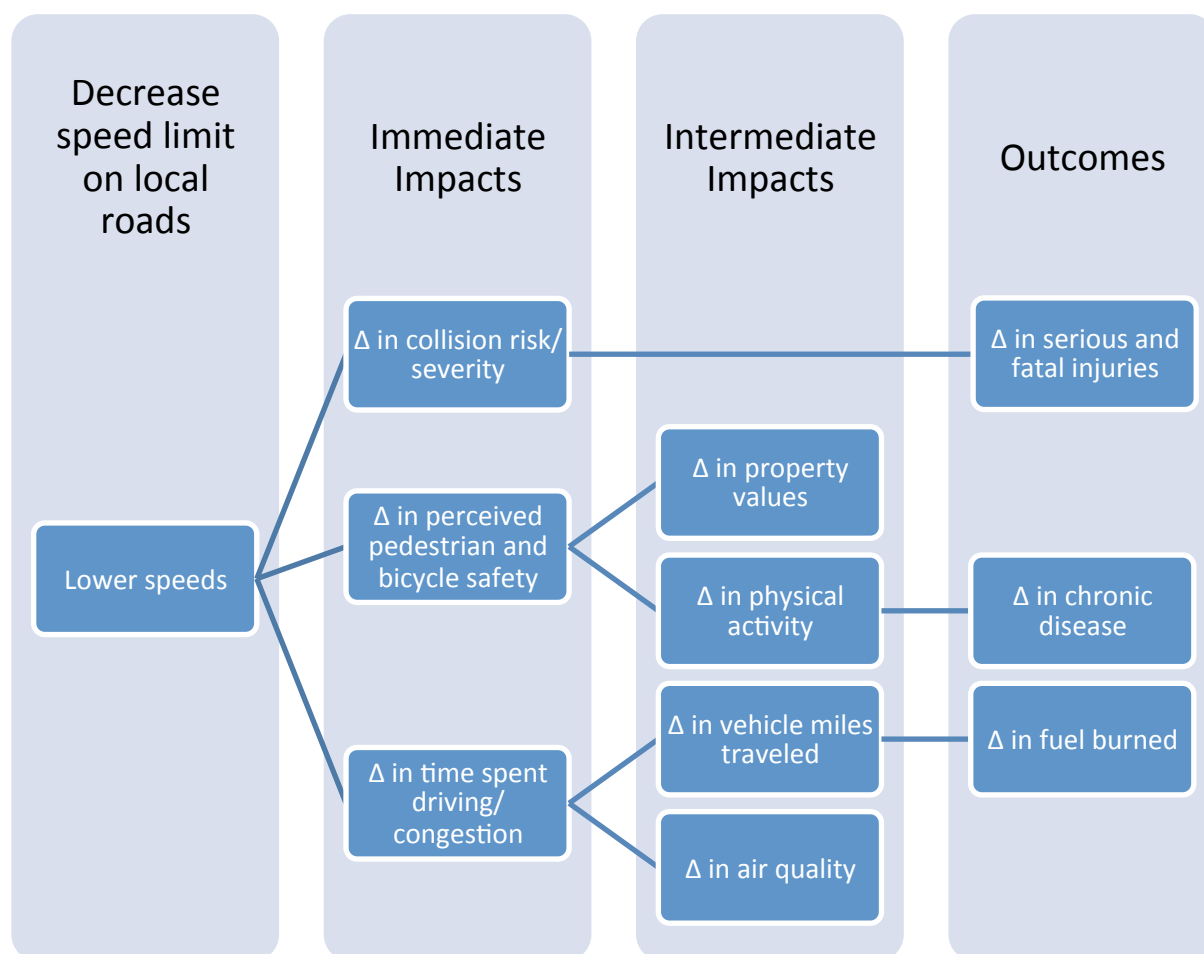 Decrease
speed limit
on local
roads
Immediate
Impacts
Intermediate
Impacts
Outcomes
Lower speeds
Δ in collision risk/
severity
Δ in perceived
pedestrian and
bicycle safety
Δ in time spent
driving/
congestion
Δ in property
values
Δ in physical
activity
Δ in vehicle miles
traveled
Δ in air quality
Δ in serious and
fatal injuries
Δ in chronic
disease
Δ in fuel burned